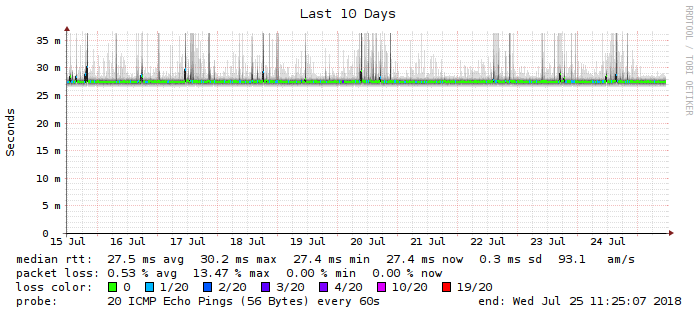 Last 10 Days
RRDTOOL / TOBI OETIKER
Seconds
35 m
30 m
25 m
20 m
15 m
10 m
5 m
0
15 Jul 16 Jul 17 Jul 18 Jul 19 Jul 20 Jul 21 Jul 22 Jul 23 Jul 24 Jul
median rtt: 27.5 ms avg 30.2 ms max 27.4 ms min 27.4 ms now 0.3 ms sd 93.1 am/s
packet loss: 0.53 % avg 13.47 % max 0.00 % min 0.00 % now
loss color: 0 1/20 2/20 3/20 4/20 10/20 19/20
probe: 20 ICMP Echo Pings (56 Bytes) every 60s end: Wed Jul 25 11:25:07 2018